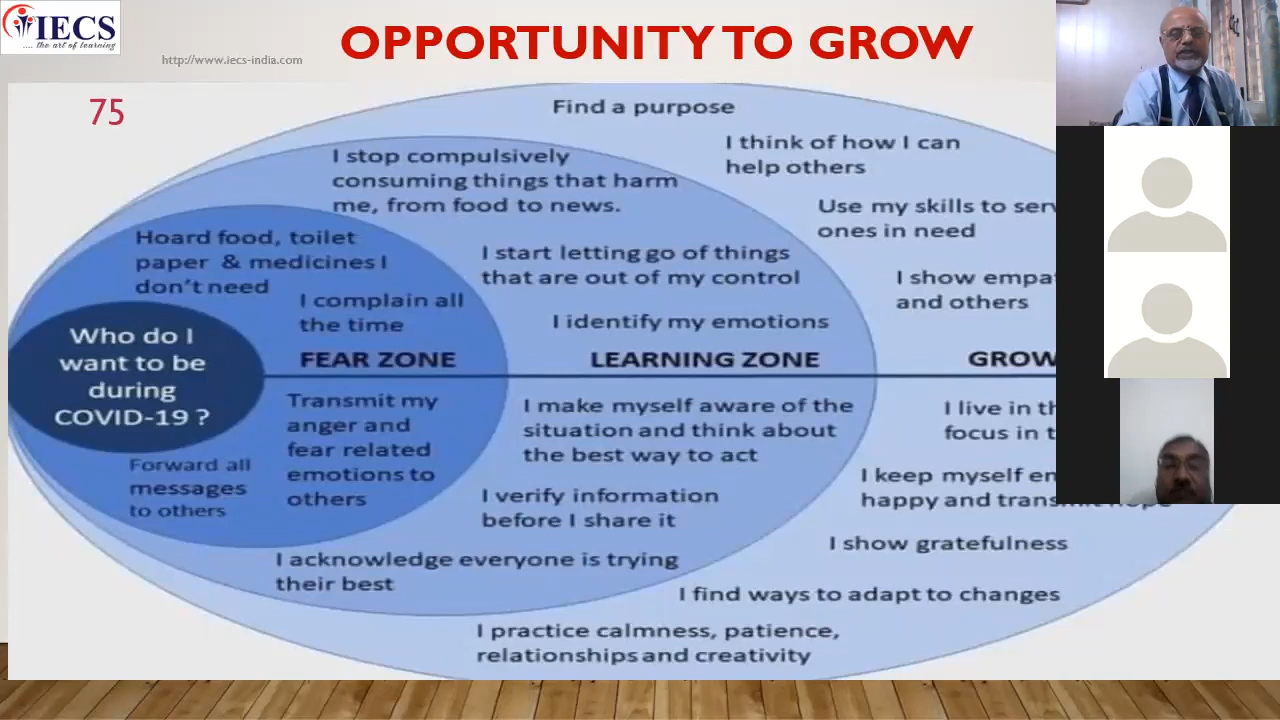 IECS
.... the art of learning
http://www.iecs-india.com
OPPORTUNITY TO GROW
75
Find a purpose
I think of how I can
help others
I stop compulsively
consuming things that harm
me, from food to news.
Use my skills to
ones in need
Hoard food, toilet
paper & medicines I
don't need
I start letting go of things
that are out of my control
I show
and others
I complain all
the time
I identify my emotions
Who do I
want to be
during
COVID-19 ?
FEAR ZONE
LEARNING ZONE
GROW
Transmit my
anger and
fear related
emotions to
others
I make myself aware of the
situation and think about
the best way to act
I live in
focus in
Forward all
messages
to others
I verify information
before I share it
I keep myself
happy and transmit hope
I acknowledge everyone is trying
their best
I show gratefulness
I find ways to adapt to changes
I practice calmness, patience,
relationships and creativity